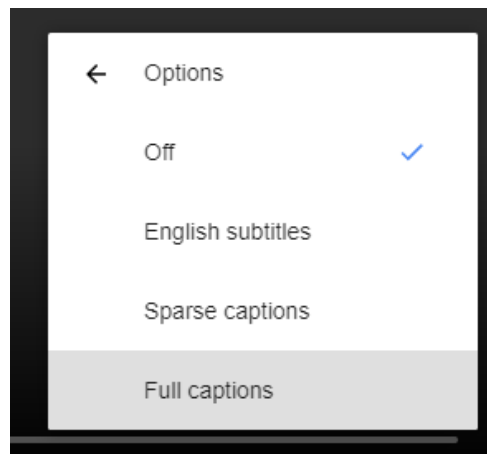 Options
Off
English subtitles
Sparse captions
Full captions